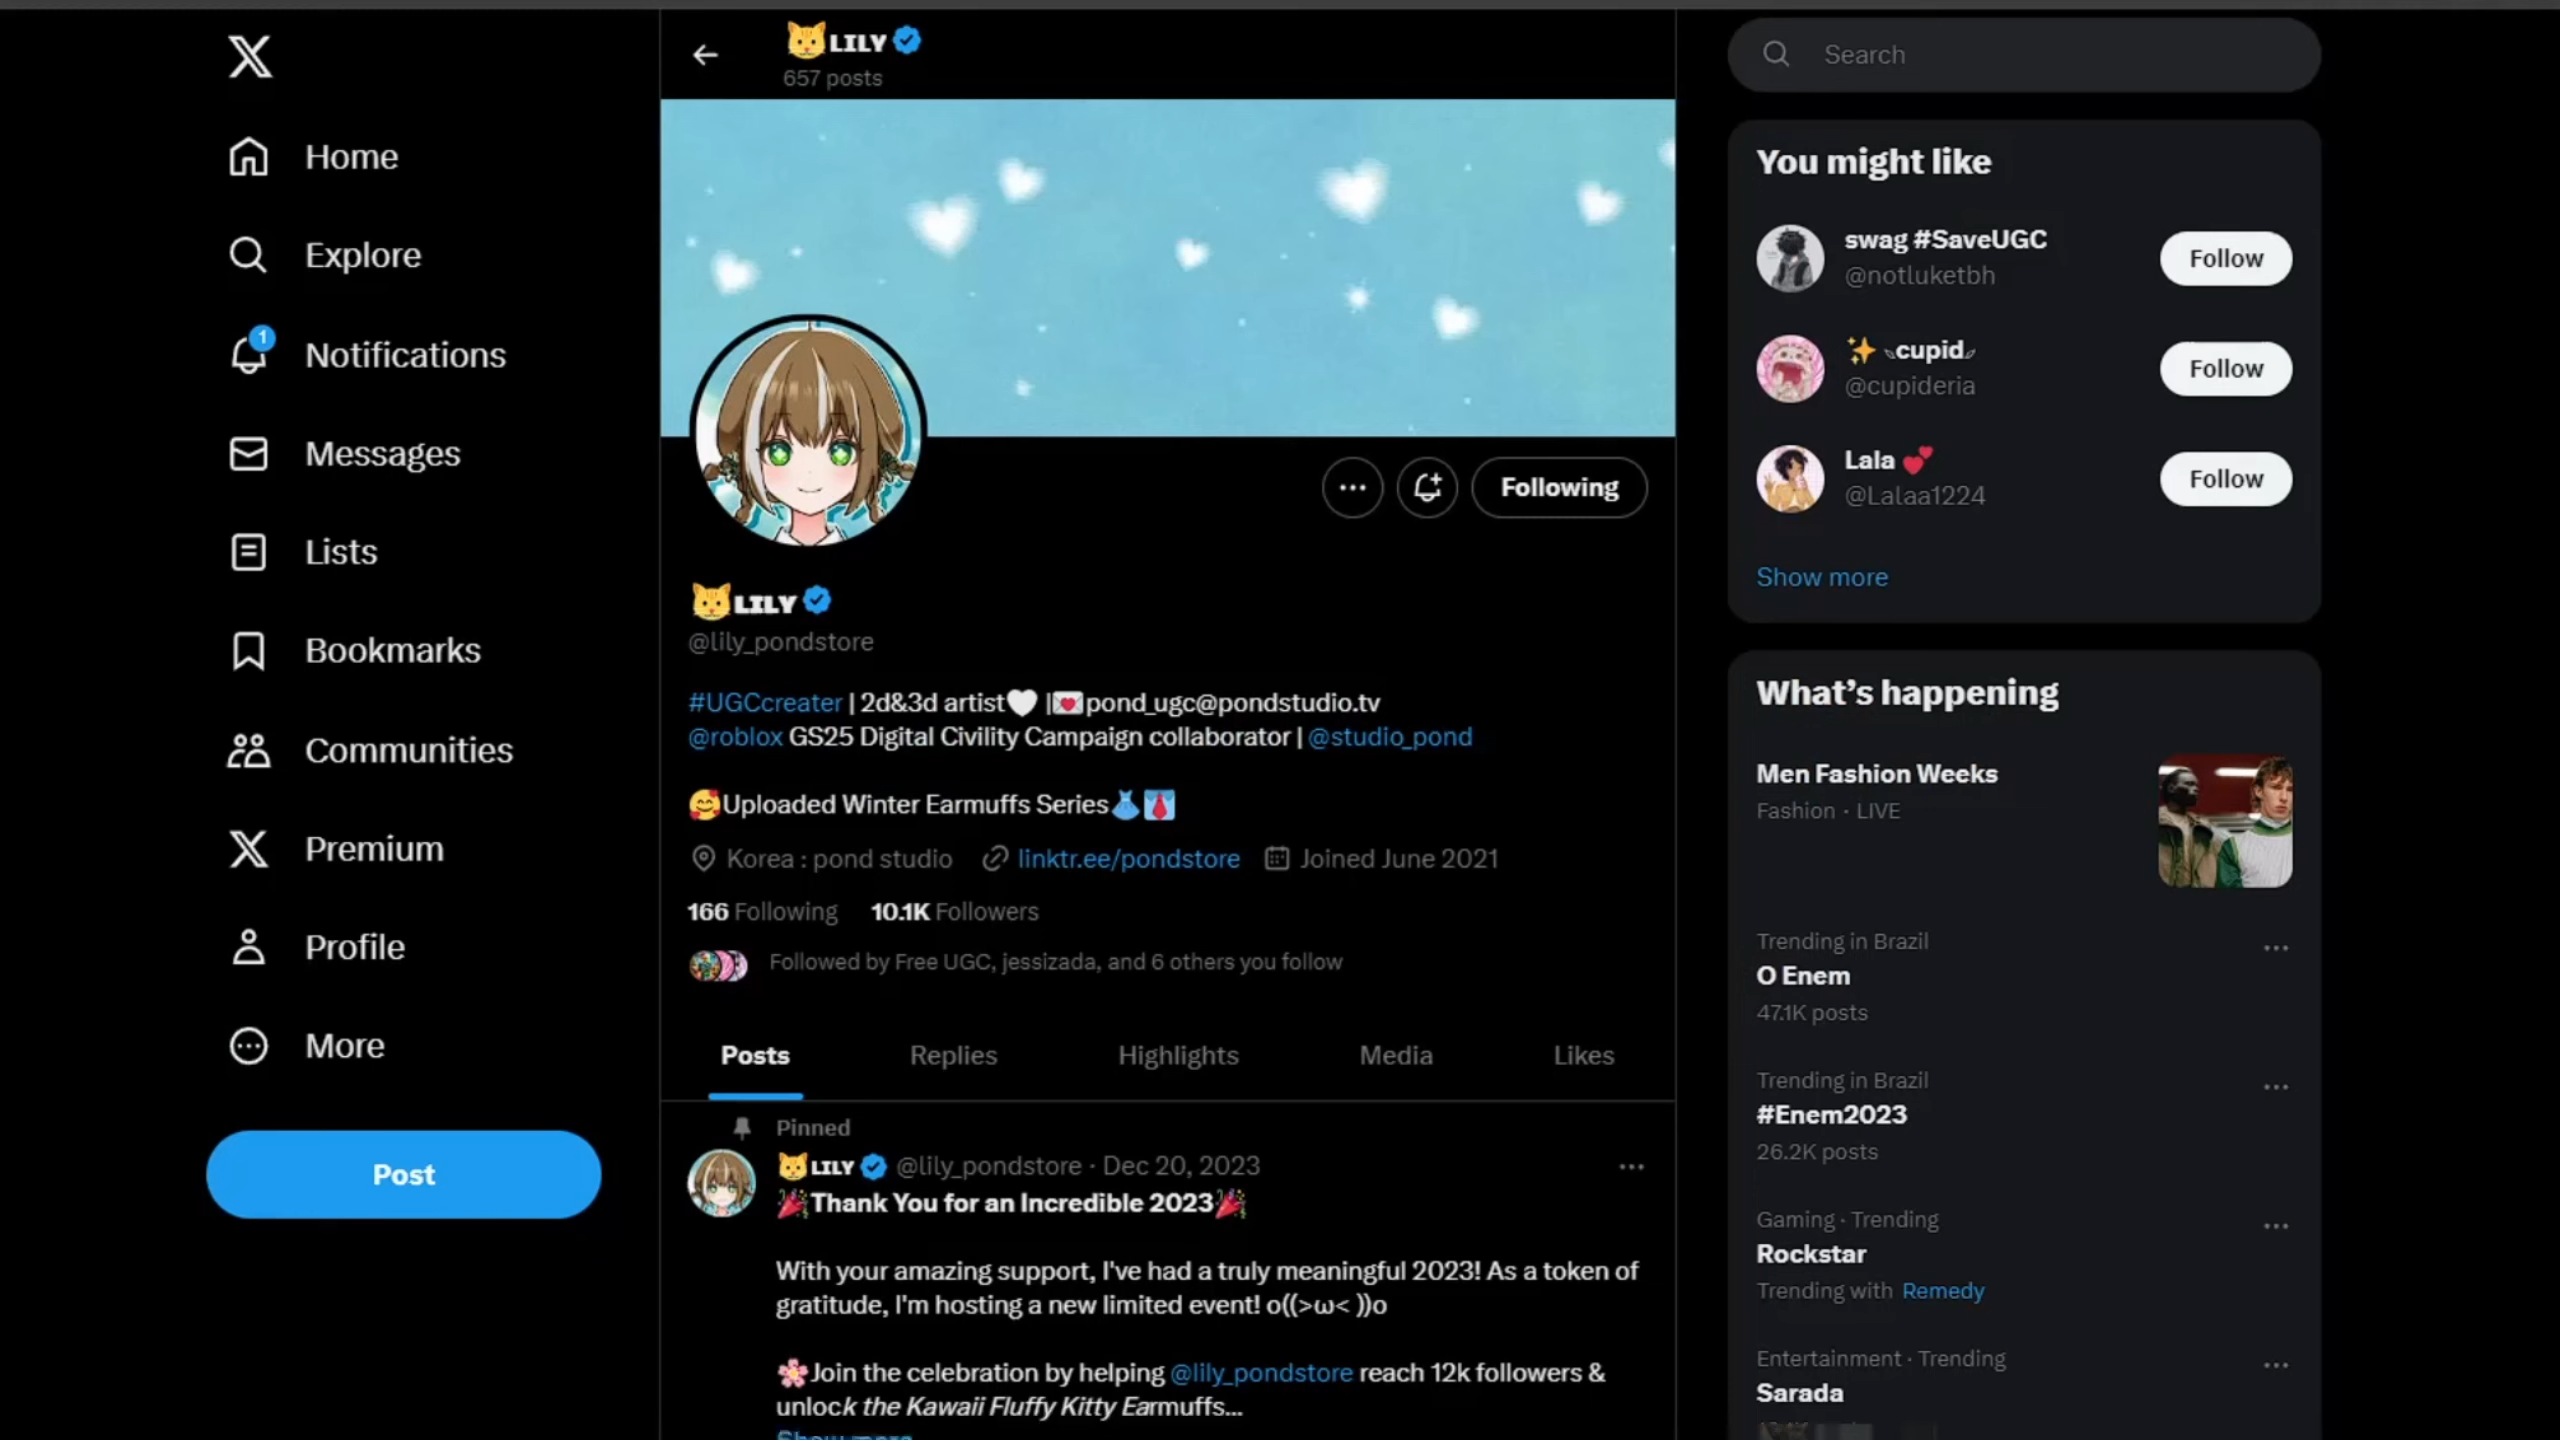 Home
Explore
1
Notifications
Messages
Lists
Bookmarks
Communities
Premium
Profile
More
Post
🐱LILY
657 posts
Following
🐱LILY
@lily_pondstore
#UGCcreater | 2d&3d artist🤍 |💌pond_ugc@pondstudio.tv
@roblox GS25 Digital Civility Campaign collaborator | @studio_pond
🥰Uploaded Winter Earmuffs Series👗👔
Korea : pond studio linktr.ee/pondstore Joined June 2021
166 Following 10.1K Followers
Followed by Free UGC, jessizada, and 6 others you follow
Posts Replies Highlights Media Likes
Pinned
🐱LILY @lily_pondstore · Dec 20, 2023
🎉Thank You for an Incredible 2023🎉
With your amazing support, I've had a truly meaningful 2023! As a token of
gratitude, I'm hosting a new limited event! o((>ω< ))o
🌸Join the celebration by helping @lily_pondstore reach 12k followers &
unlock the Kawaii Fluffy Kitty Earmuffs...
Show more
Search
You might like
swag #SaveUGC
@notluketbh
Follow
✨ cupid
@cupideria
Follow
Lala 💕
@Lalaa1224
Follow
Show more
What's happening
Men Fashion Weeks
Fashion · LIVE
Trending in Brazil
O Enem
47.1K posts
Trending in Brazil
#Enem2023
26.2K posts
Gaming · Trending
Rockstar
Trending with Remedy
Entertainment · Trending
Sarada